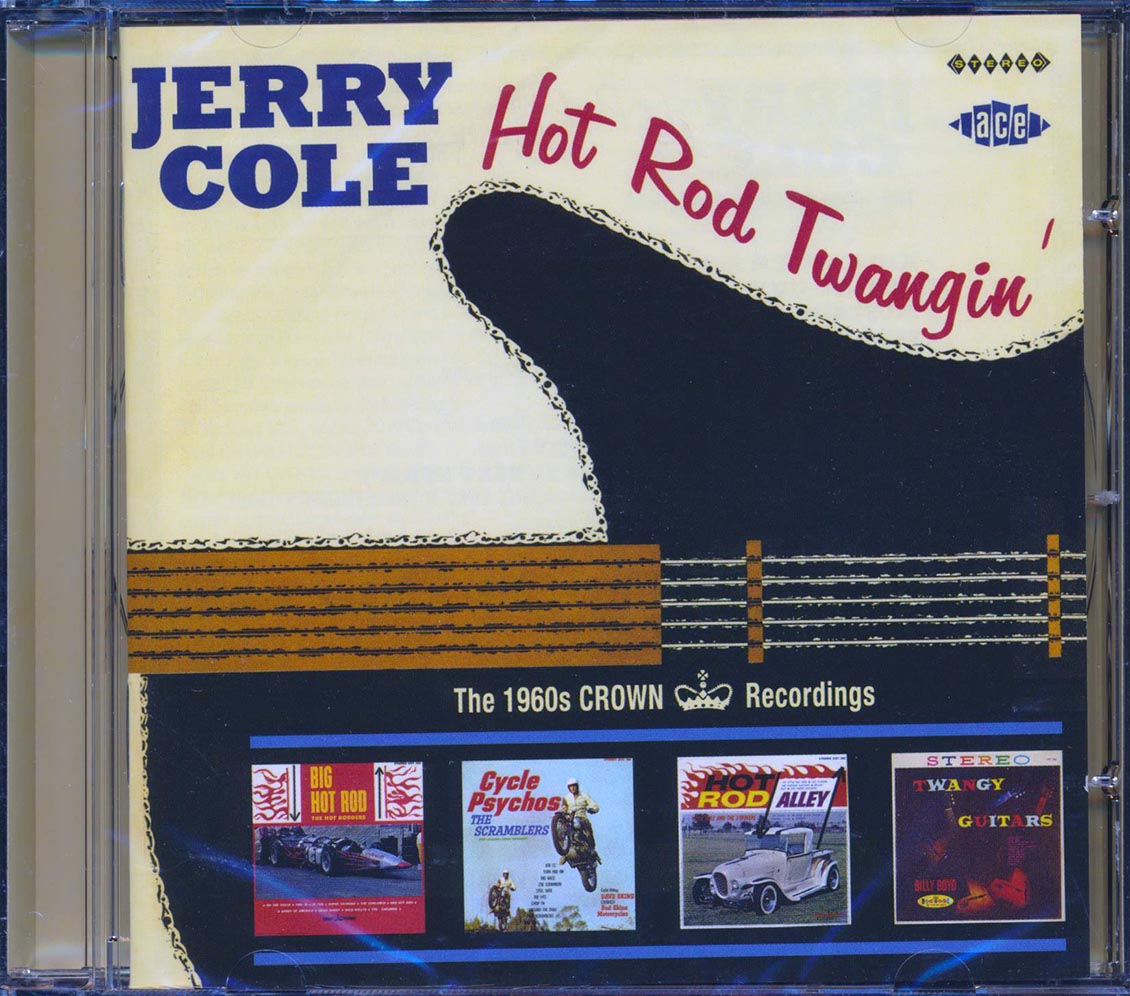 JERRY
COLE
Hot Rod Twangin'
STEREO
ace
The 1960s CROWN Recordings
BIG
HOT ROD
THE HOT RODDERS
Cycle
Psychos
THE
SCRAMBLERS
HOT
ROD ALLEY
STEREO
TWANGY
GUITARS
BILLY BOYD